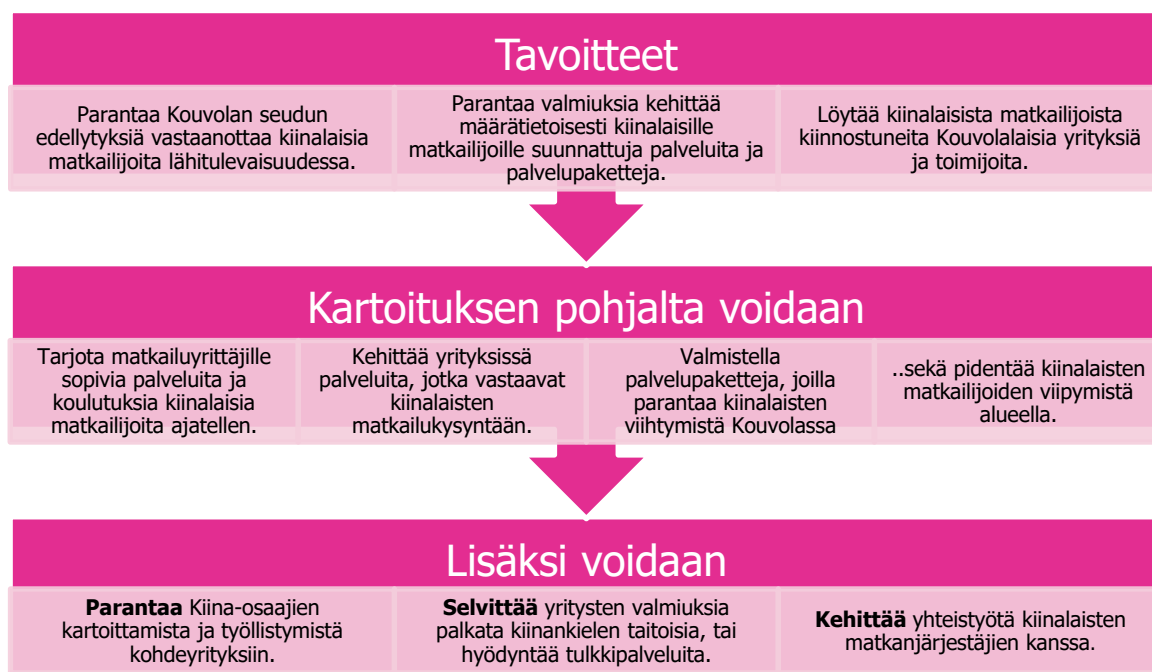 Tavoitteet
Parantaa Kouvolan seudun
edellytyksiä vastaanottaa kiinalaisia
matkailijoita lähitulevaisuudessa.
Parantaa valmiuksia kehittää
määrätietoisesti kiinalaisille
matkailijoille suunnattuja palveluita ja
palvelupaketteja.
Löytää kiinalaisista matkailijoista
kiinnostuneita Kouvolalaisia yrityksiä
ja toimijoita.
Kartoituksen pohjalta voidaan
Tarjota matkailuyrittäjille
sopivia palveluita ja
koulutuksia kiinalaisia
matkailijoita ajatellen.
Kehittää yrityksissä
palveluita, jotka vastaavat
kiinalaisten
matkailukysyntään.
Valmistella
palvelupaketteja, joilla
parantaa kiinalaisten
viihtymistä Kouvolassa
..sekä pidentää kiinalaisten
matkailijoiden viipymistä
alueella.
Lisäksi voidaan
Parantaa Kiina-osaajien
kartoittamista ja työllistymistä
kohdeyrityksiin.
Selvittää yritysten valmiuksia
palkata kiinankielen taitoisia, tai
hyödyntää tulkkipalveluita.
Kehittää yhteistyötä kiinalaisten
matkanjärjestäjien kanssa.